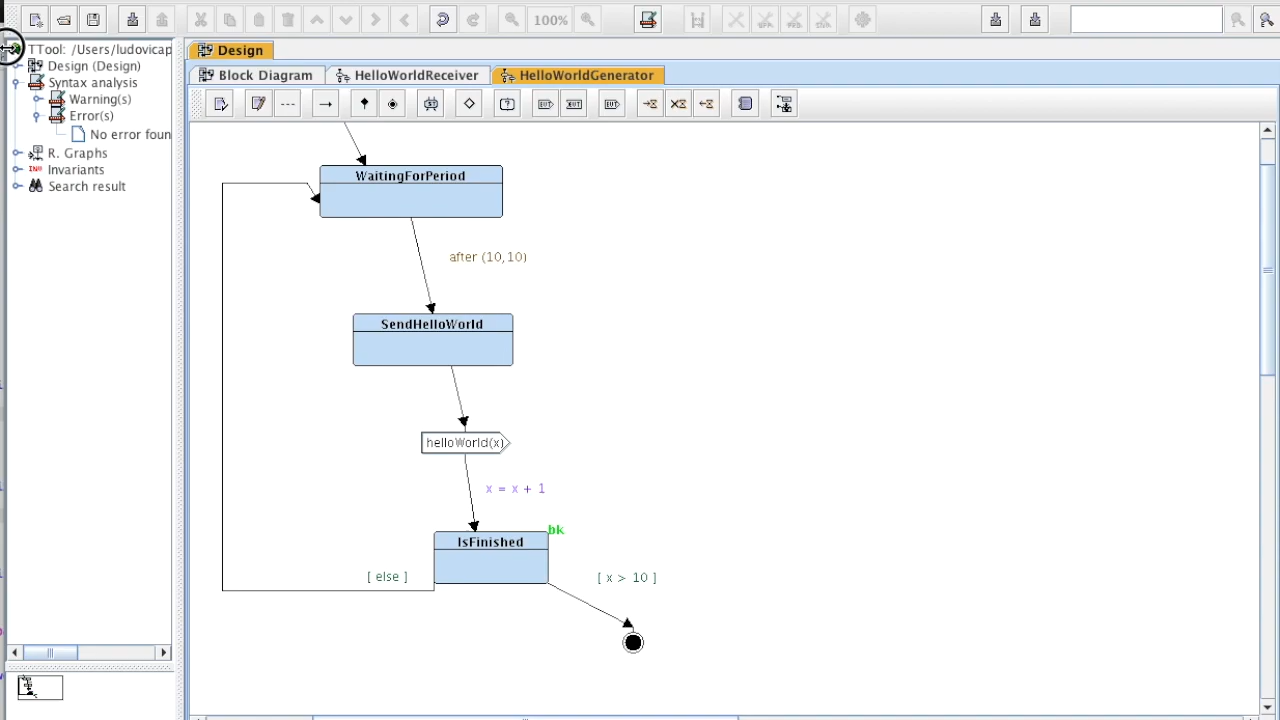 100%
TTool: /Users/ludovicap
Design (Design)
Syntax analysis
Warning(s)
Error(s)
No error foun
R. Graphs
INV Invariants
Search result
Design
Block Diagram
HelloWorldReceiver
HelloWorldGenerator
WaitingForPeriod
after (10,10)
SendHelloWorld
helloWorld(x)
x = x + 1
bk
IsFinished
[ else ]
[ x > 10 ]